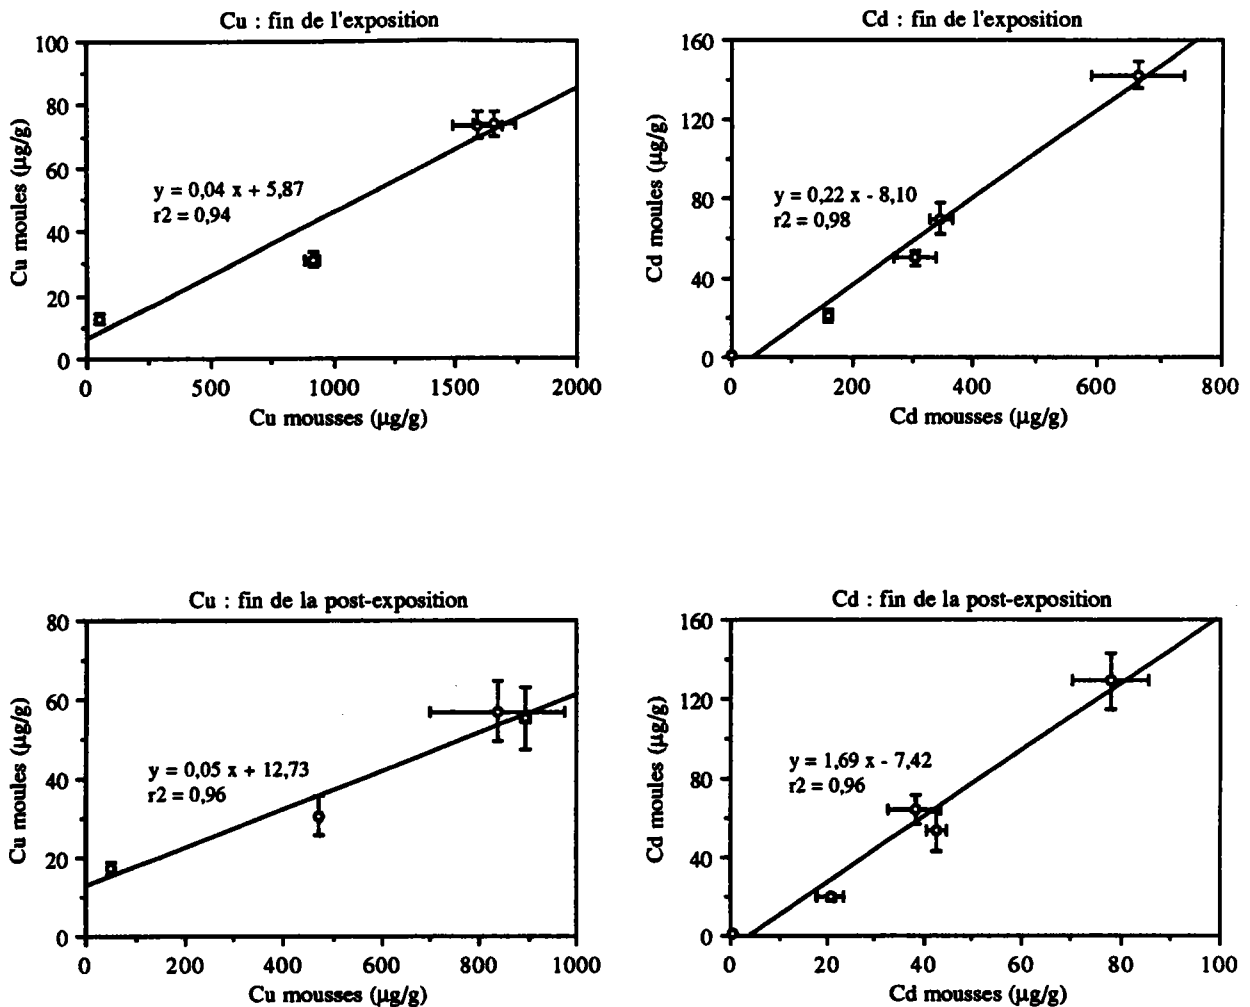 Cu : fin de l'exposition
100
80
60
40
20
0
Cu moules (µg/g)
y = 0,04 x + 5,87
r2 = 0,94
0 500 1000 1500 2000
Cu mousses (µg/g)
Cd : fin de l'exposition
160
120
80
40
0
Cd moules (µg/g)
y = 0,22 x - 8,10
r2 = 0,98
0 200 400 600 800
Cd mousses (µg/g)
Cu : fin de la post-exposition
80
60
40
20
0
Cu moules (µg/g)
y = 0,05 x + 12,73
r2 = 0,96
0 200 400 600 800 1000
Cu mousses (µg/g)
Cd : fin de la post-exposition
160
120
80
40
0
Cd moules (µg/g)
y = 1,69 x - 7,42
r2 = 0,96
0 20 40 60 80 100
Cd mousses (µg/g)